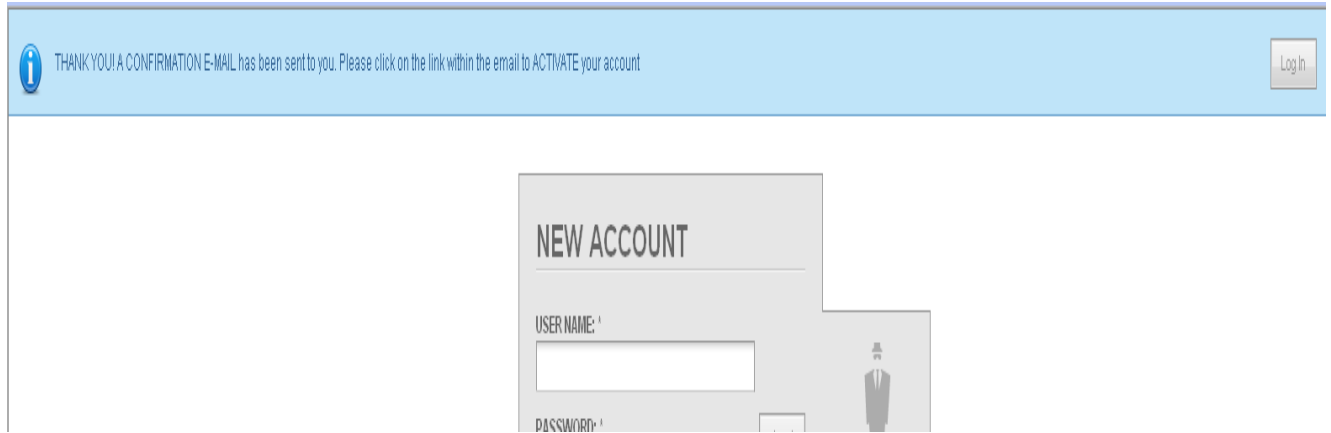 THANK YOU! A CONFIRMATION E-MAIL has been sent to you. Please click on the link within the email to ACTIVATE your account
Log In
NEW ACCOUNT
USER NAME: *
PASSWORD: *